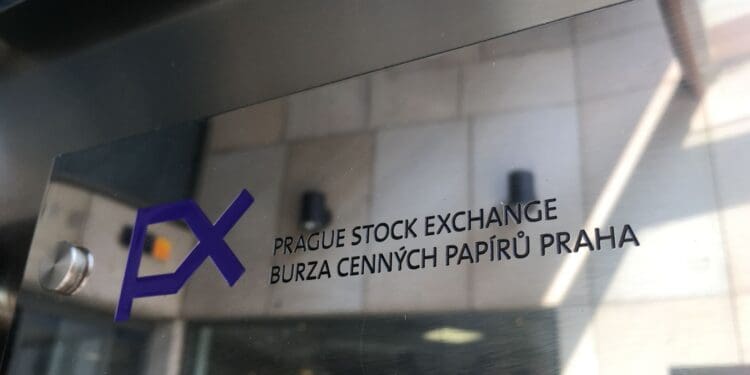 PX
PRAGUE STOCK EXCHANGE
BURZA CENNÝCH PAPÍRŮ PRAHA